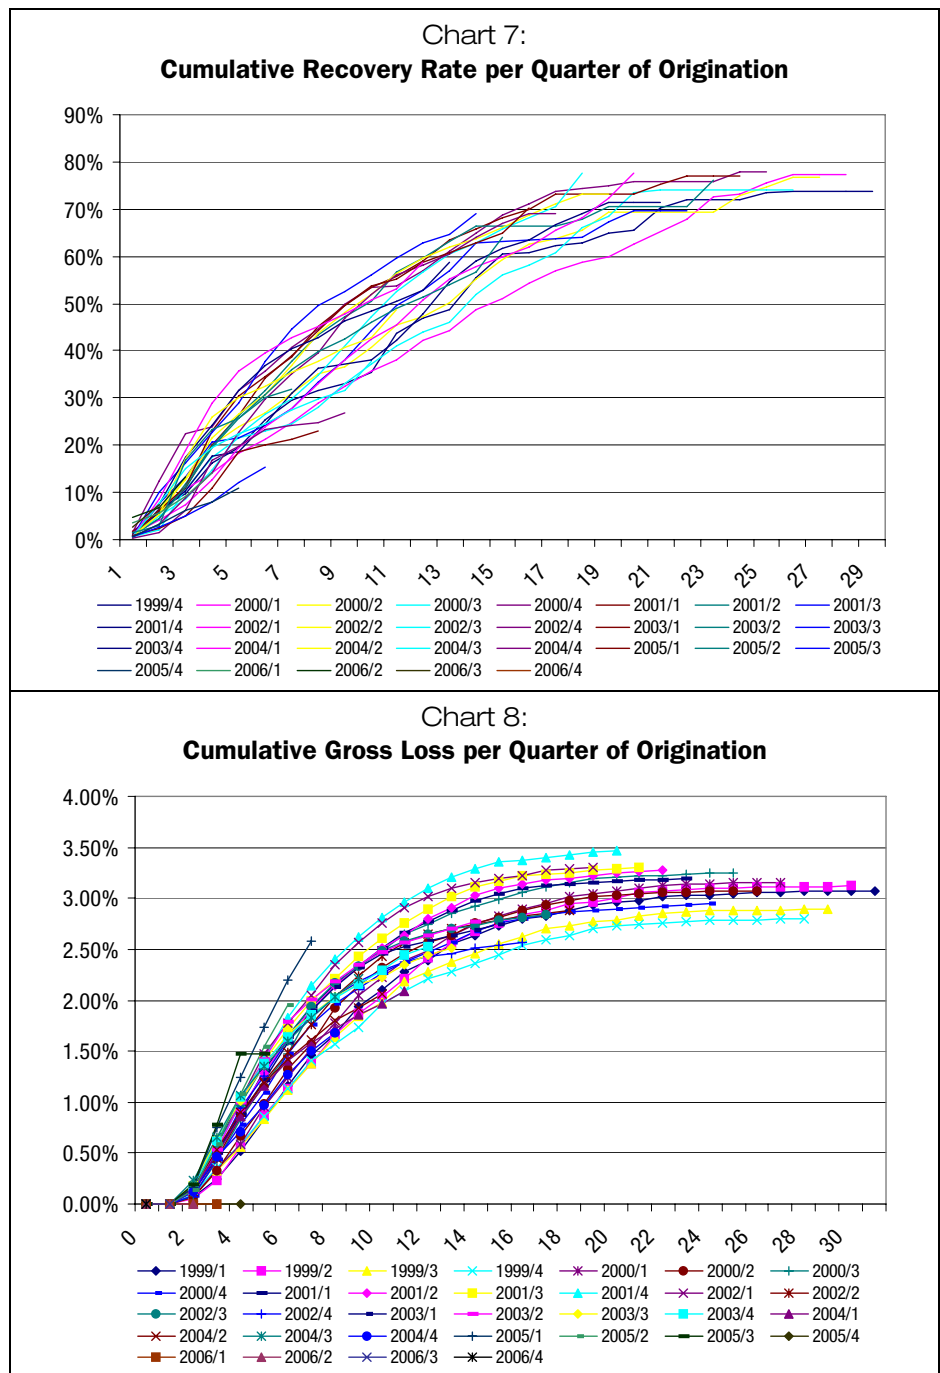 Chart 7:
Cumulative Recovery Rate per Quarter of Origination
90%
80%
70%
60%
50%
40%
30%
20%
10%
0%
1 3 5 7 9 11 13 15 17 19 21 23 25 27 29
1999/4 2000/1 2000/2 2000/3 2000/4 2001/1 2001/2 2001/3
2001/4 2002/1 2002/2 2002/3 2002/4 2003/1 2003/2 2003/3
2003/4 2004/1 2004/2 2004/3 2004/4 2005/1 2005/2 2005/3
2005/4 2006/1 2006/2 2006/3 2006/4
Chart 8:
Cumulative Gross Loss per Quarter of Origination
4.00%
3.50%
3.00%
2.50%
2.00%
1.50%
1.00%
0.50%
0.00%
0 2 4 6 8 10 12 14 16 18 20 22 24 26 28 30
1999/1 1999/2 1999/3 1999/4 2000/1 2000/2 2000/3
2000/4 2001/1 2001/2 2001/3 2001/4 2002/1 2002/2
2002/3 2002/4 2003/1 2003/2 2003/3 2003/4 2004/1
2004/2 2004/3 2004/4 2005/1 2005/2 2005/3 2005/4
2006/1 2006/2 2006/3 2006/4